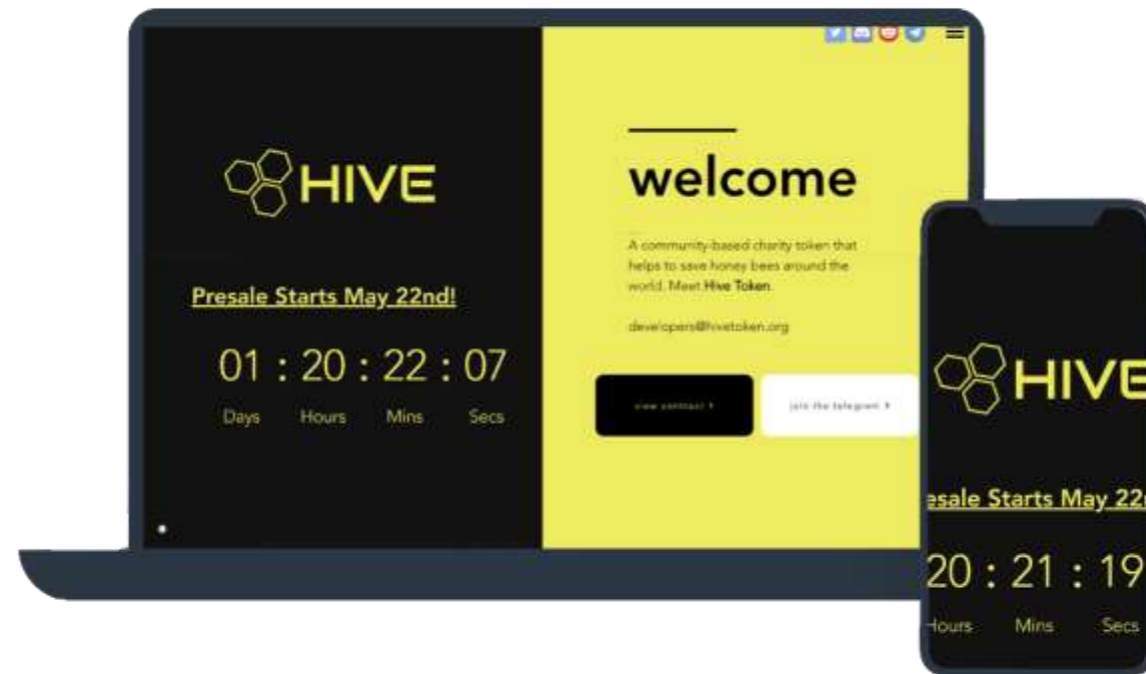 HIVE
Presale Starts May 22nd!
01 : 20 : 22 : 07
Days Hours Mins Secs
welcome
A community-based charity token that
helps to save honey bees around the
world. Meet Hive Token.
developers@hivetoken.org
view contract >
join the telegram >
HIVE
esale Starts May 22
20 : 21 : 19
Hours Mins Secs